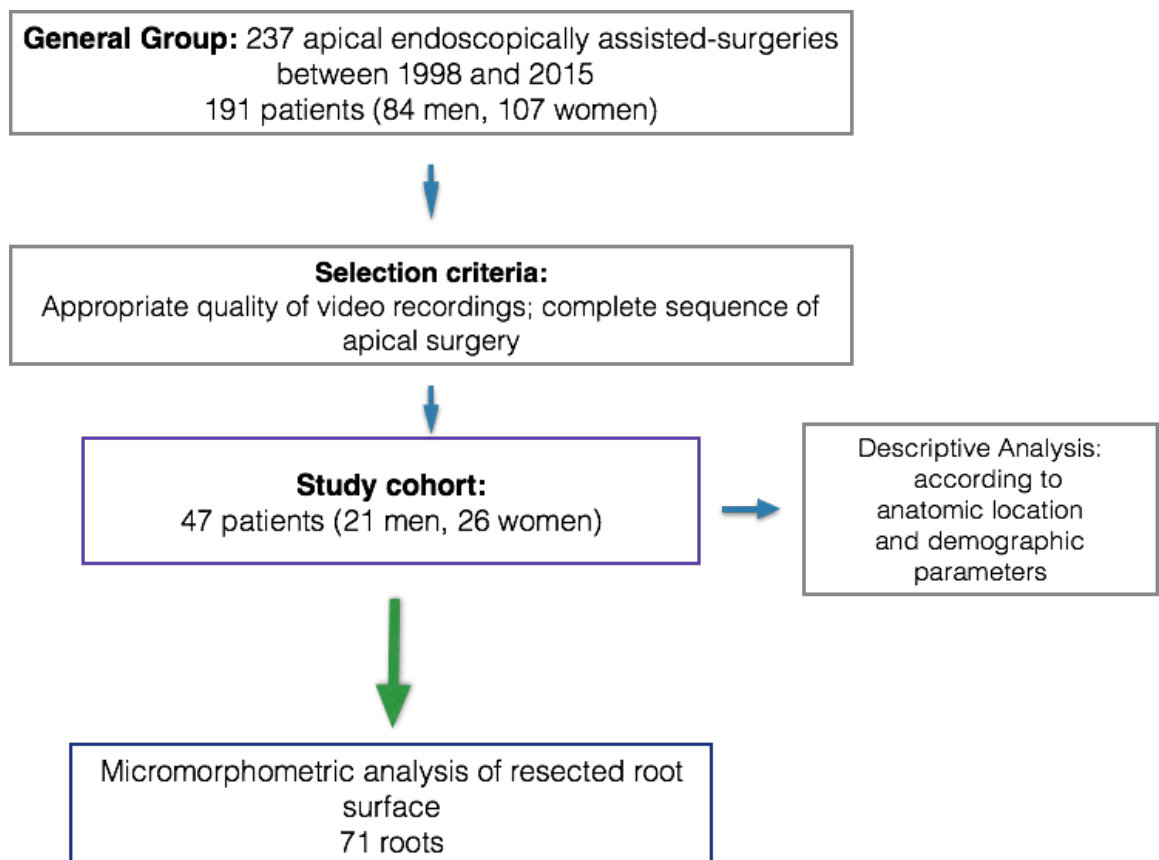 General Group: 237 apical endoscopically assisted-surgeries
between 1998 and 2015
191 patients (84 men, 107 women)
Selection criteria:
Appropriate quality of video recordings; complete sequence of
apical surgery
Study cohort:
47 patients (21 men, 26 women)
Descriptive Analysis:
according to
anatomic location
and demographic
parameters
Micromorphometric analysis of resected root
surface
71 roots